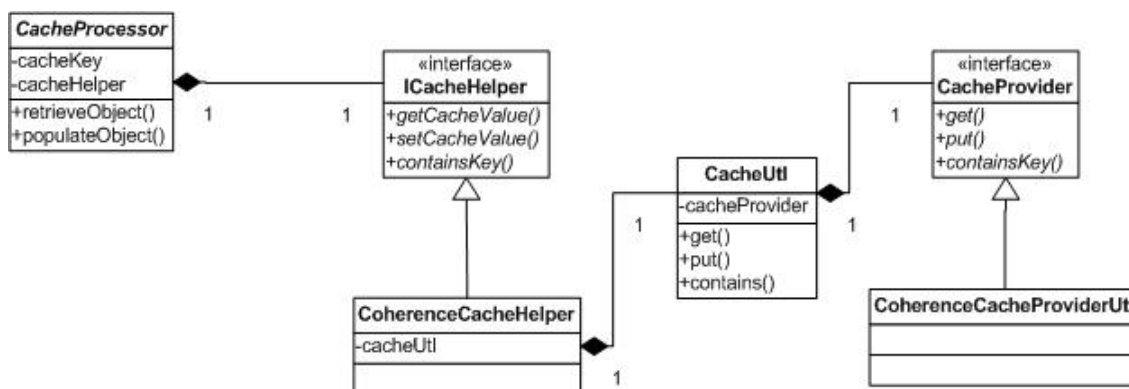 CacheProcessor
-cacheKey
-cacheHelper
+retrieveObject()
+populateObject()
1
1
«interface»
ICacheHelper
+getCacheValue()
+setCacheValue()
+containsKey()
CoherenceCacheHelper
-cacheUtl
1
1
CacheUtl
-cacheProvider
+get()
+put()
+contains()
1
1
«interface»
CacheProvider
+get()
+put()
+containsKey()
CoherenceCacheProviderUt